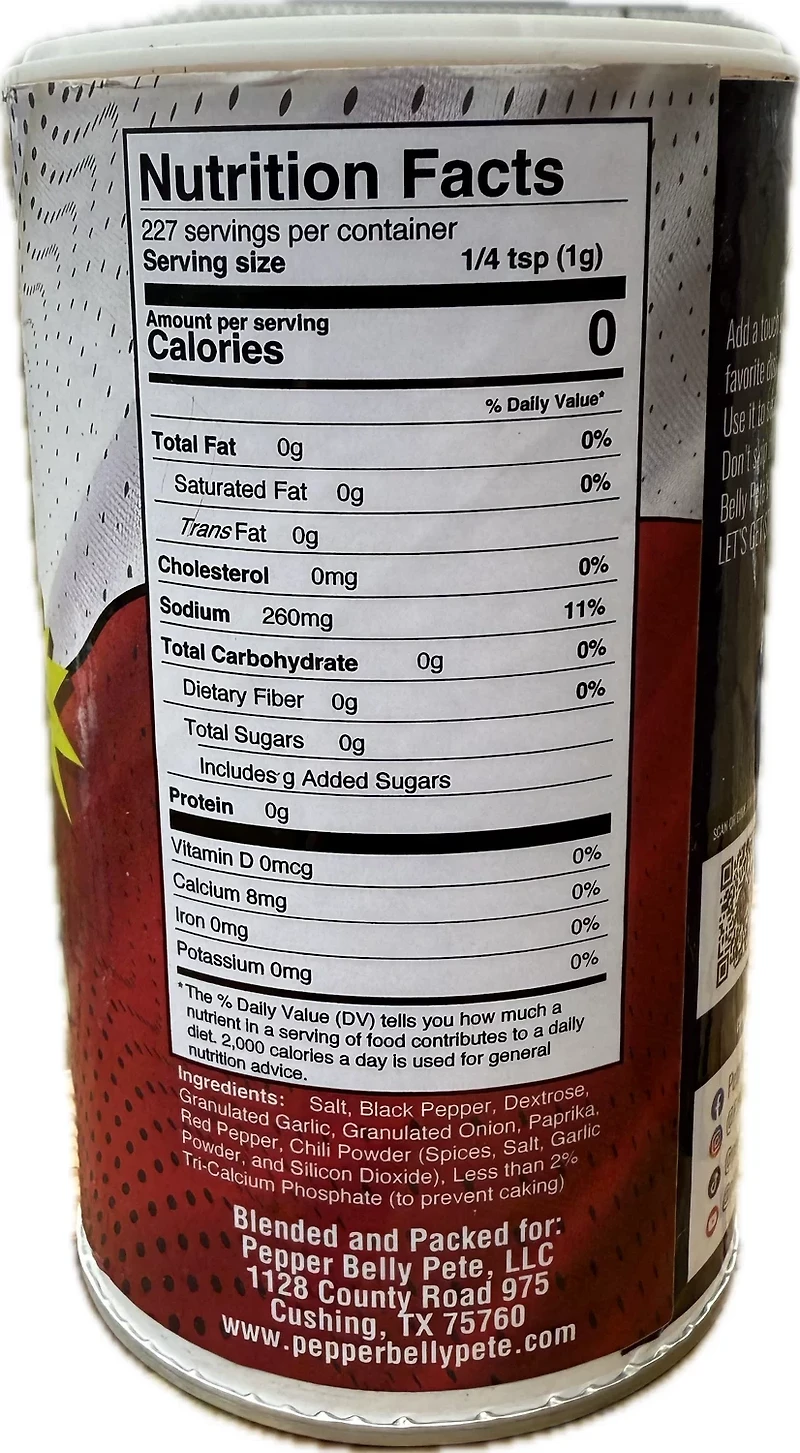 Nutrition Facts
227 servings per container
Serving size 1/4 tsp (1g)
Amount per serving
Calories 0
% Daily Value*
Total Fat 0g 0%
Saturated Fat 0g 0%
Trans Fat 0g
Cholesterol 0mg 0%
Sodium 260mg 11%
Total Carbohydrate 0g 0%
Dietary Fiber 0g 0%
Total Sugars 0g
Includes g Added Sugars
Protein 0g
Vitamin D 0mcg 0%
Calcium 8mg 0%
Iron 0mg 0%
Potassium 0mg 0%
*The % Daily Value (DV) tells you how much a
nutrient in a serving of food contributes to a daily
diet. 2,000 calories a day is used for general
nutrition advice.
Ingredients: Salt, Black Pepper, Dextrose,
Granulated Garlic, Granulated Onion, Paprika,
Red Pepper, Chili Powder (Spices, Salt, Garlic
Powder, and Silicon Dioxide), Less than 2%
Tri-Calcium Phosphate (to prevent caking)
Blended and Packed for:
Pepper Belly Pete, LLC
1128 County Road 975
Cushing, TX 75760
www.pepperbellypete.com
Add a touch
favorite
Use it to
Don't
Belly
LET'S
SCAN OR